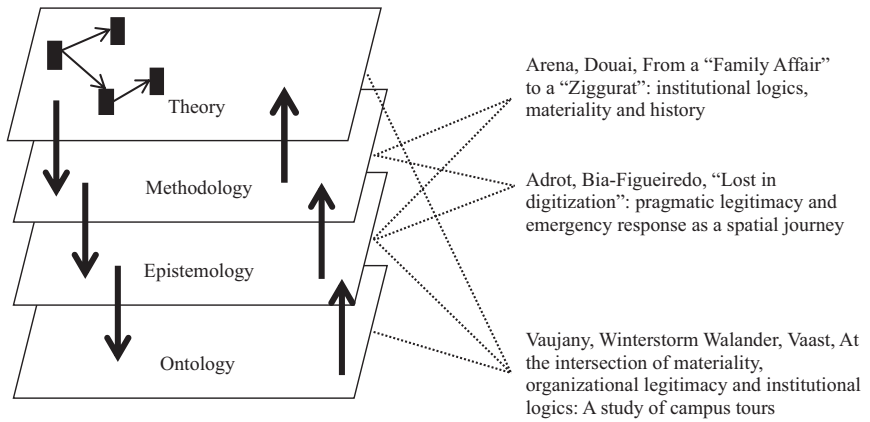 Theory
Methodology
Epistemology
Ontology
Arena, Douai, From a “Family Affair”
to a “Ziggurat”: institutional logics,
materiality and history
Adrot, Bia-Figueiredo, “Lost in
digitization”: pragmatic legitimacy and
emergency response as a spatial journey
Vaujany, Winterstorm Walander, Vaast, At
the intersection of materiality,
organizational legitimacy and institutional
logics: A study of campus tours